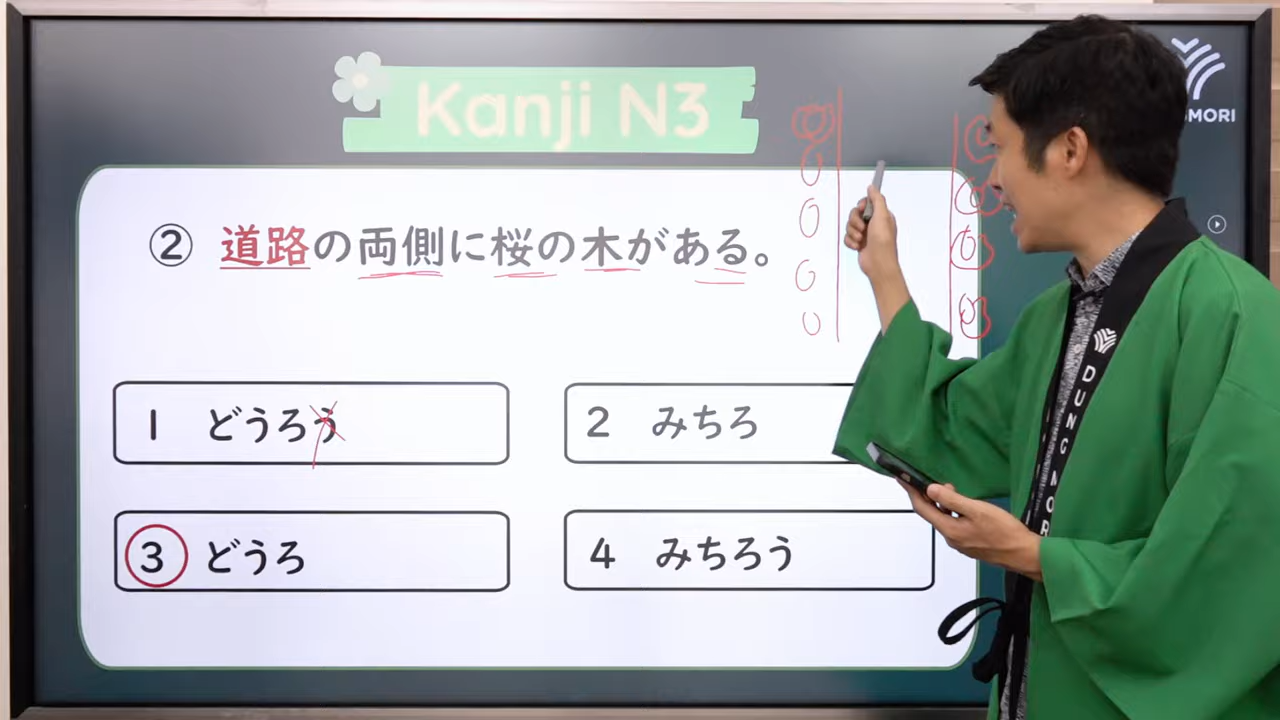 Kanji N3
MORI
② 道路の両側に桜の木がある。
1 どうろう
2 みちろ
3 どうろ
4 みちろう
DUNGMOR